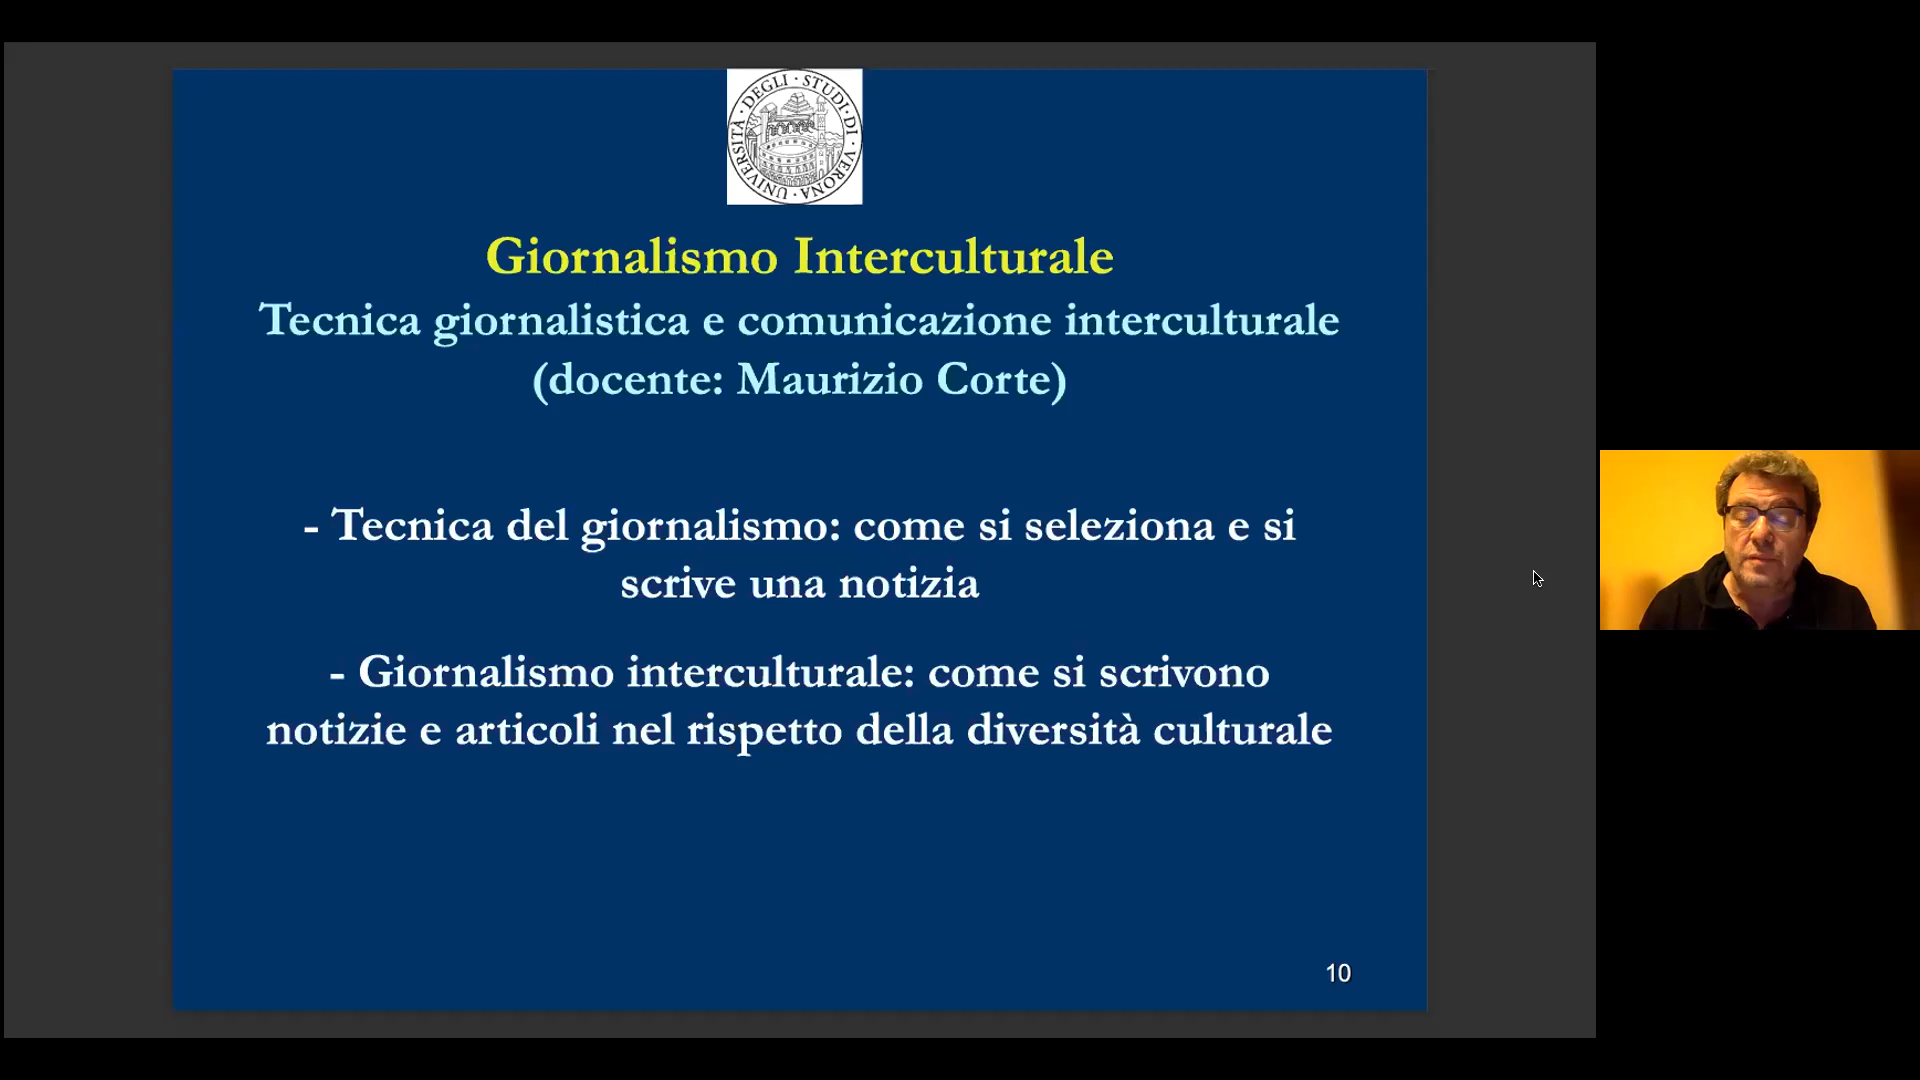 UNIVERSITÀ · DEGLI · STUDI · DI · VERONA
Giornalismo Interculturale
Tecnica giornalistica e comunicazione interculturale
(docente: Maurizio Corte)
- Tecnica del giornalismo: come si seleziona e si
scrive una notizia
- Giornalismo interculturale: come si scrivono
notizie e articoli nel rispetto della diversità culturale
10